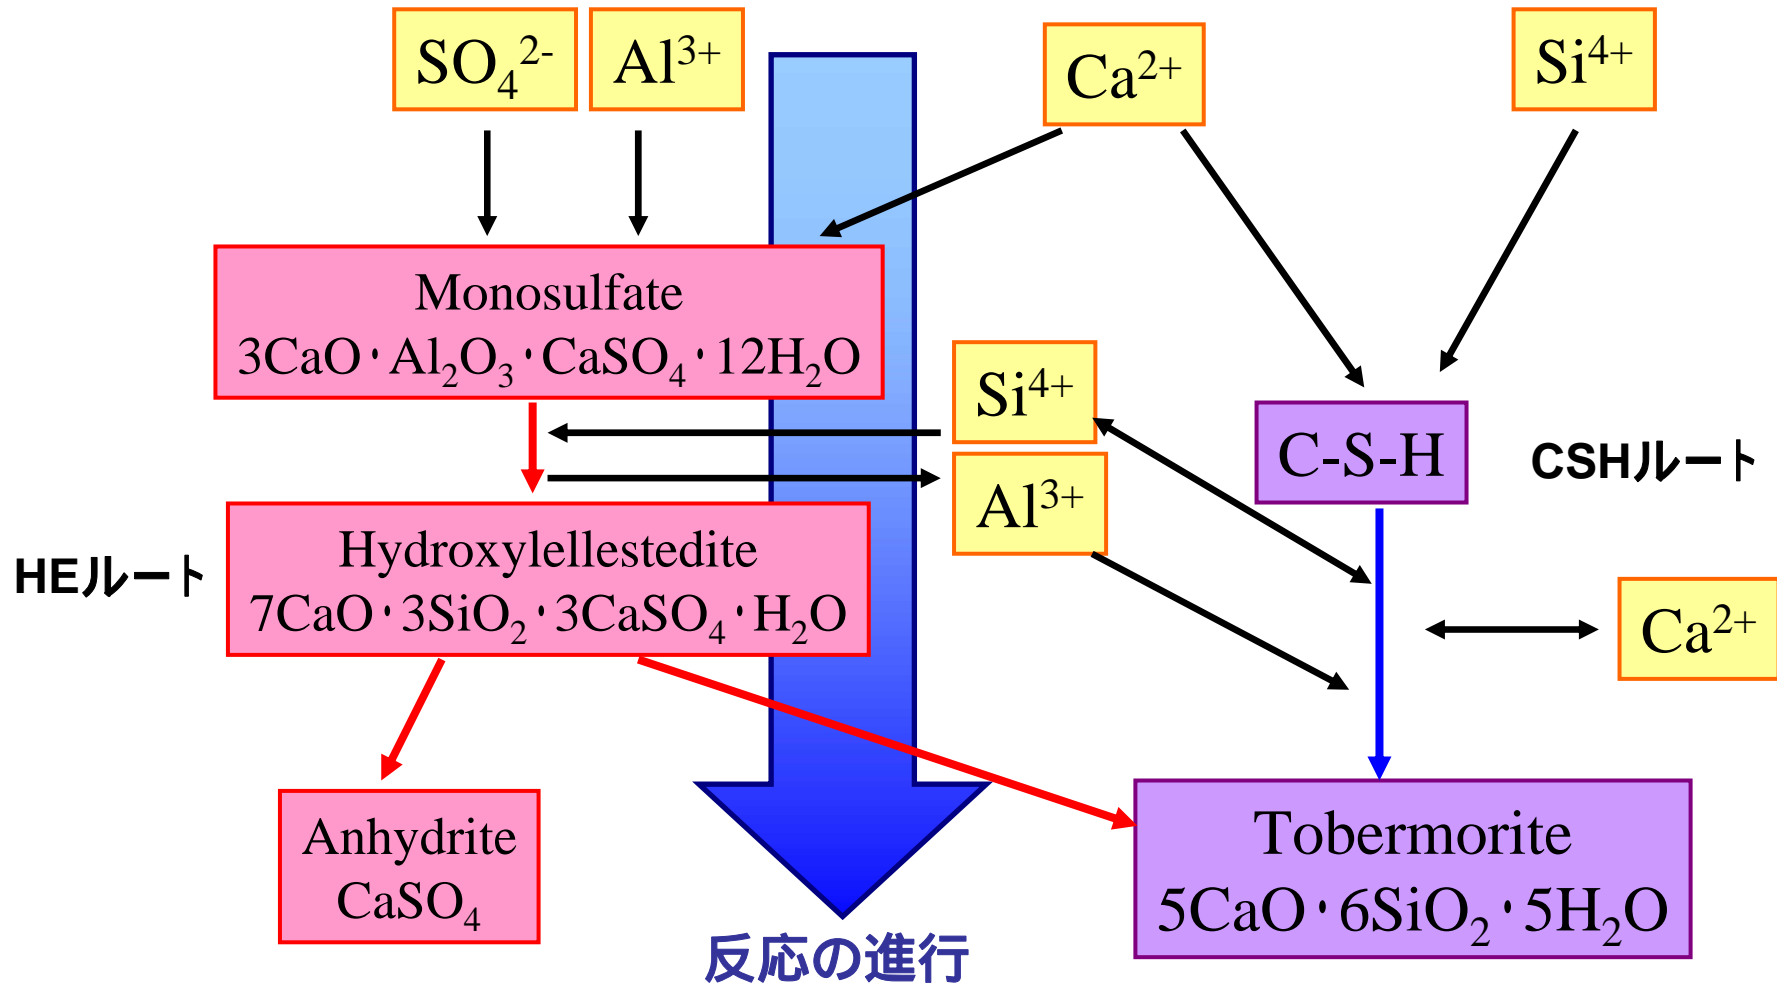 SO₄²⁻
Al³⁺
Ca²⁺
Si⁴⁺
Monosulfate
3CaO・Al₂O₃・CaSO₄・12H₂O
Si⁴⁺
Al³⁺
C-S-H
CSHルート
HEルート
Hydroxylellestedite
7CaO・3SiO₂・3CaSO₄・H₂O
Ca²⁺
Anhydrite
CaSO₄
Tobermorite
5CaO・6SiO₂・5H₂O
反応の進行